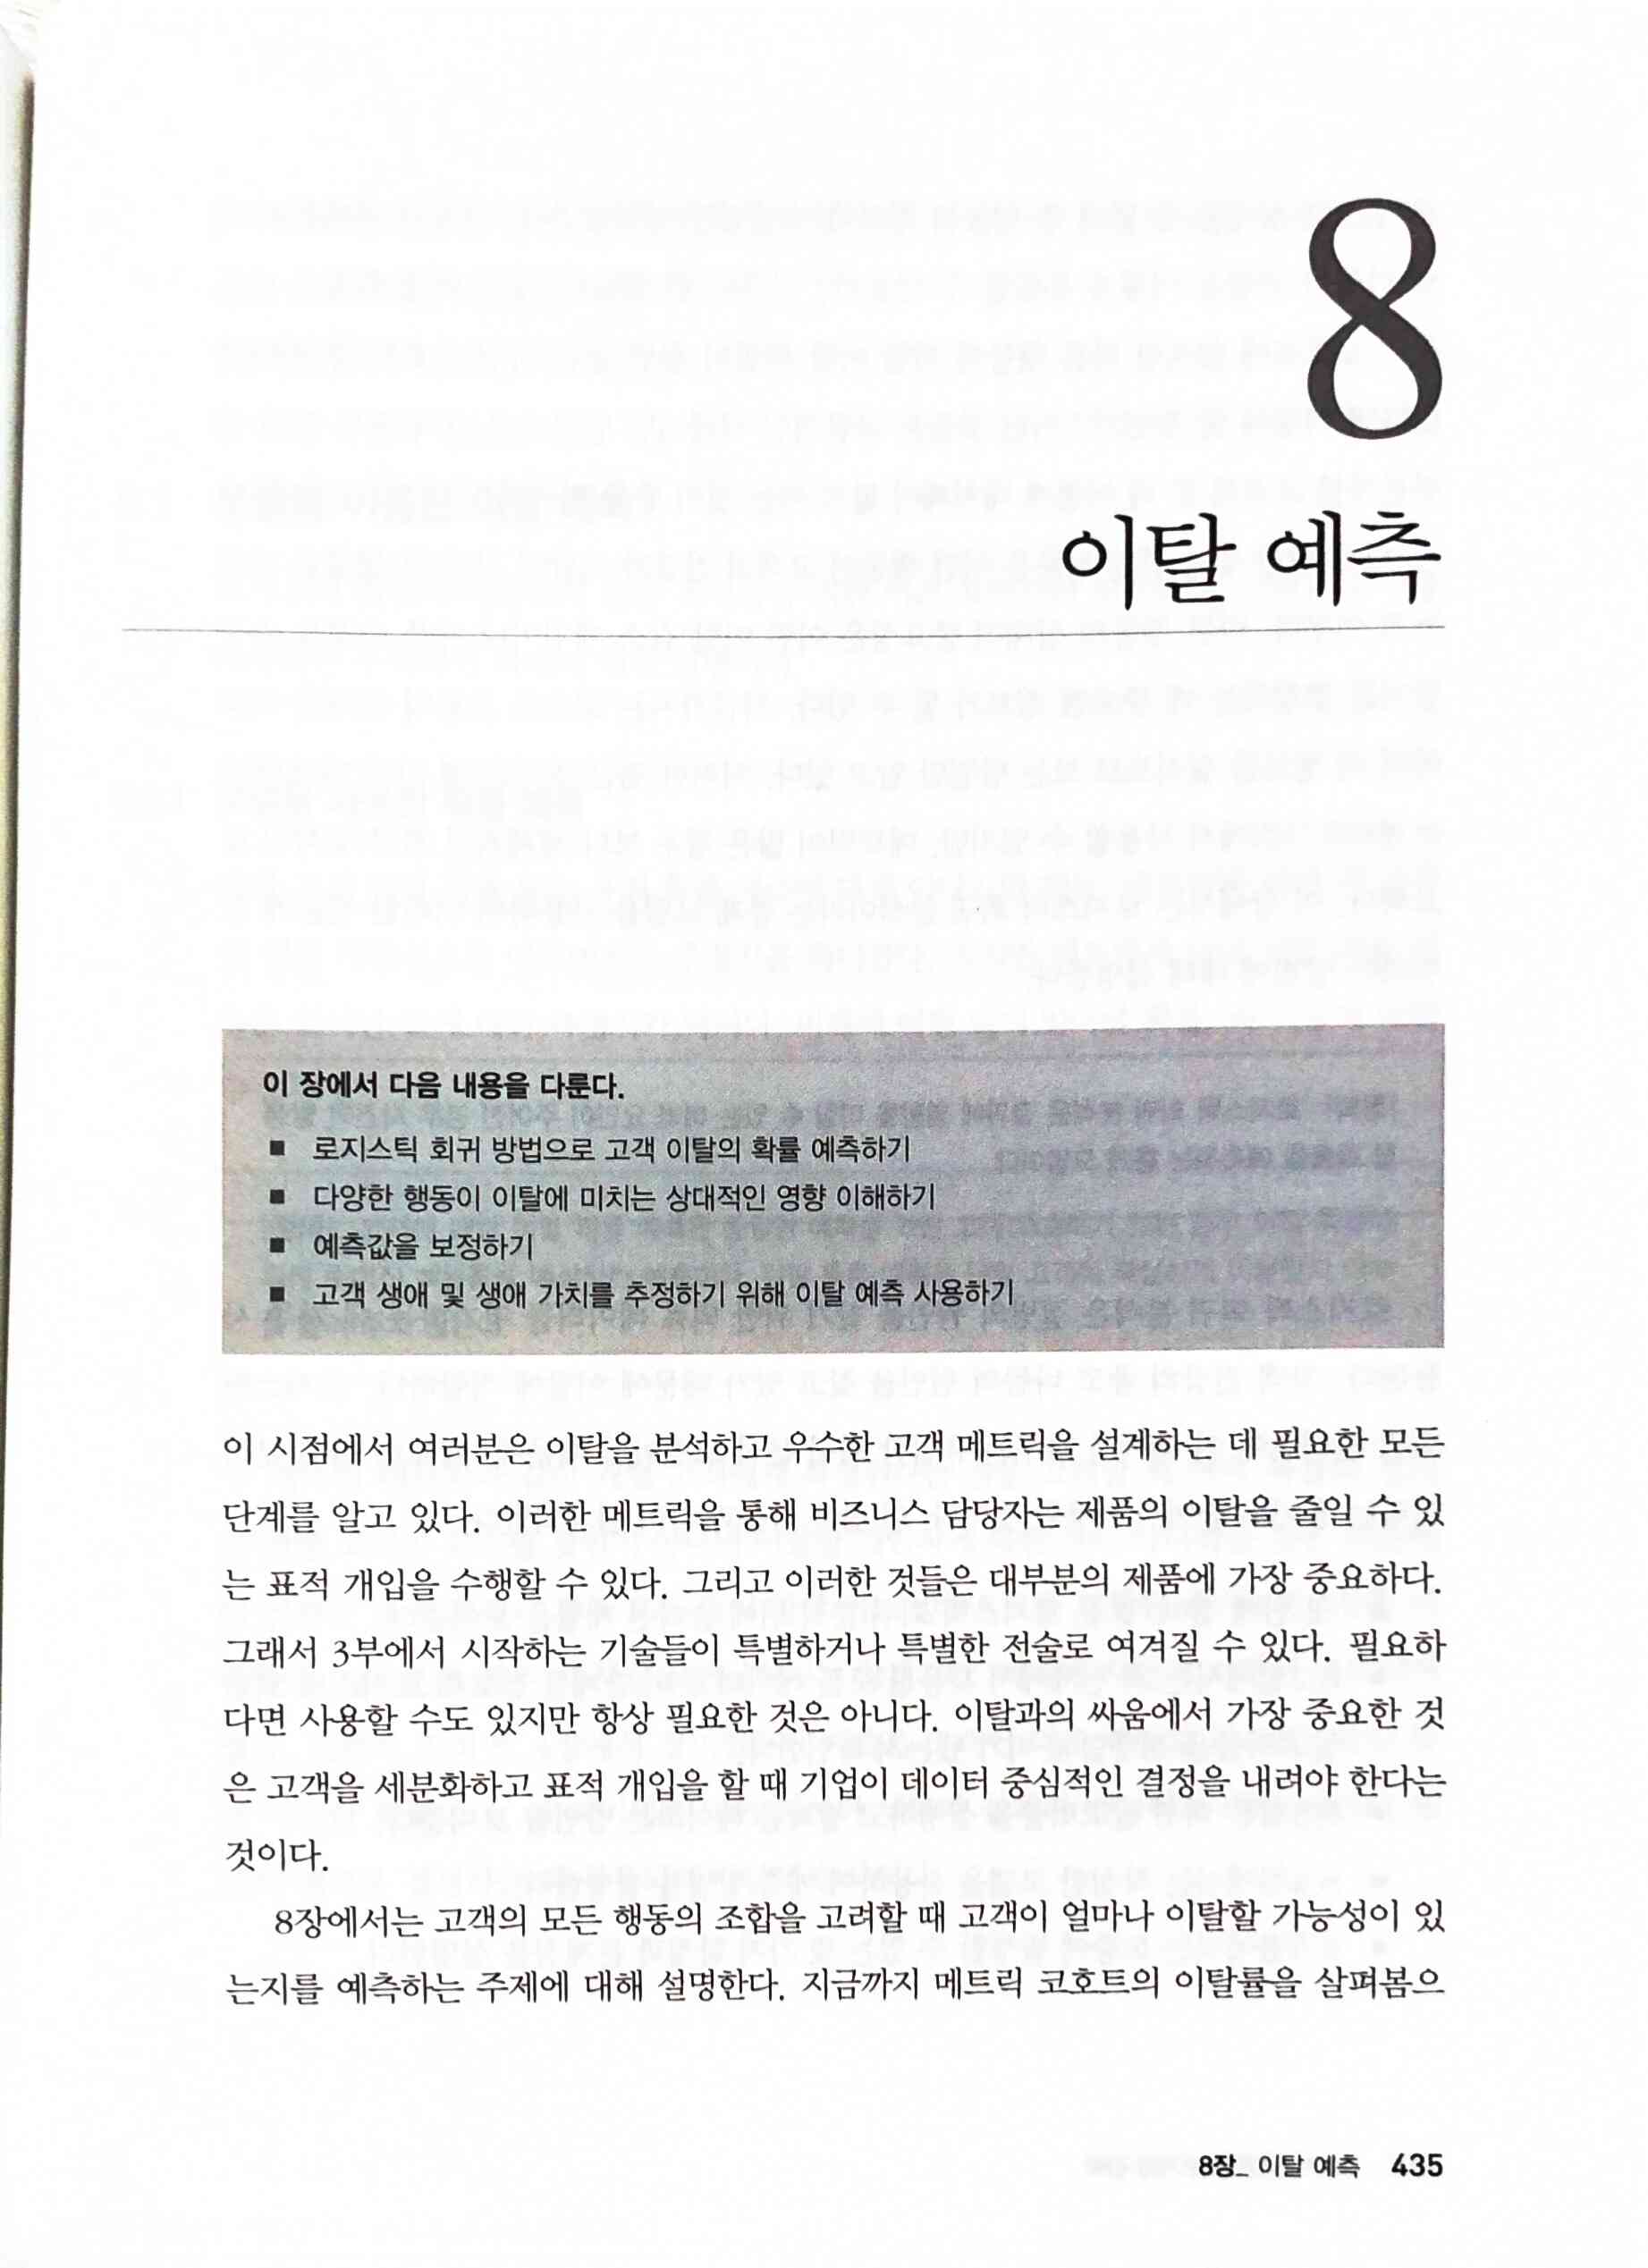 8
이탈 예측
이 장에서 다음 내용을 다룬다.
■ 로지스틱 회귀 방법으로 고객 이탈의 확률 예측하기
■ 다양한 행동이 이탈에 미치는 상대적인 영향 이해하기
■ 예측값을 보정하기
■ 고객 생애 및 생애 가치를 추정하기 위해 이탈 예측 사용하기
이 시점에서 여러분은 이탈을 분석하고 우수한 고객 메트릭을 설계하는 데 필요한 모든
단계를 알고 있다. 이러한 메트릭을 통해 비즈니스 담당자는 제품의 이탈을 줄일 수 있
는 표적 개입을 수행할 수 있다. 그리고 이러한 것들은 대부분의 제품에 가장 중요하다.
그래서 3부에서 시작하는 기술들이 특별하거나 특별한 전술로 여겨질 수 있다. 필요하
다면 사용할 수도 있지만 항상 필요한 것은 아니다. 이탈과의 싸움에서 가장 중요한 것
은 고객을 세분화하고 표적 개입을 할 때 기업이 데이터 중심적인 결정을 내려야 한다는
것이다.
8장에서는 고객의 모든 행동의 조합을 고려할 때 고객이 얼마나 이탈할 가능성이 있
는지를 예측하는 주제에 대해 설명한다. 지금까지 메트릭 코호트의 이탈률을 살펴봄으
8장_ 이탈 예측 435